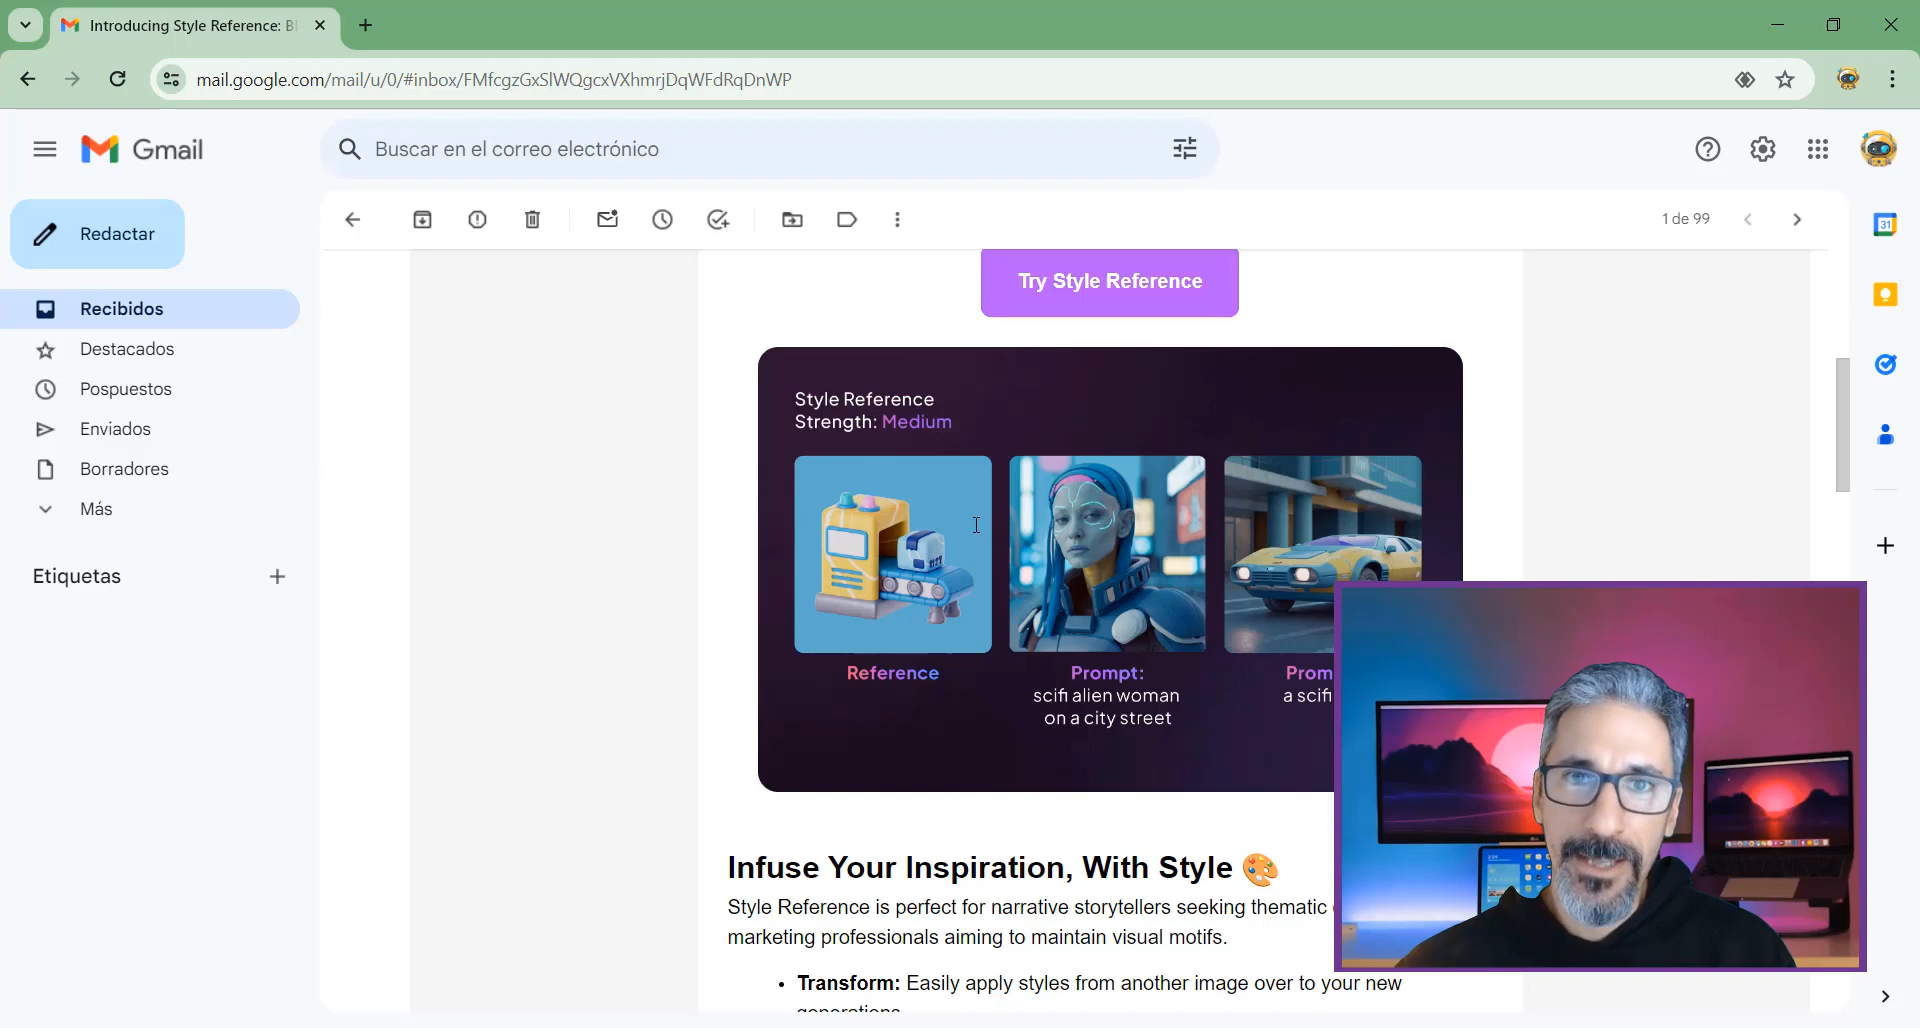 Introducing Style Reference:
mail.google.com/mail/u/0/#inbox/FMfcgzGxSlWQgcxVXhmrjDqWFdRqDnWP
Gmail
Buscar en el correo electrónico
Redactar
1 de 99
Recibidos
Destacados
Pospuestos
Enviados
Borradores
Más
Etiquetas
31
Try Style Reference
Style Reference
Strength: Medium
Reference
Prompt:
scifi alien woman
on a city street
a scifi
Infuse Your Inspiration, With Style 🎨
Style Reference is perfect for narrative storytellers seeking thematic
marketing professionals aiming to maintain visual motifs.
• Transform: Easily apply styles from another image over to your new